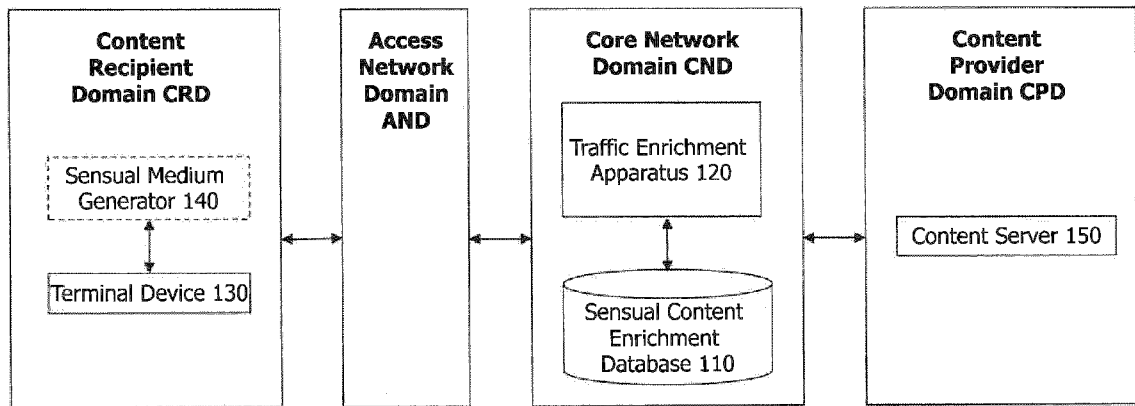 Content
Recipient
Domain CRD
Sensual Medium
Generator 140
Terminal Device 130
Access
Network
Domain
AND
Core Network
Domain CND
Traffic Enrichment
Apparatus 120
Sensual Content
Enrichment
Database 110
Content
Provider
Domain CPD
Content Server 150